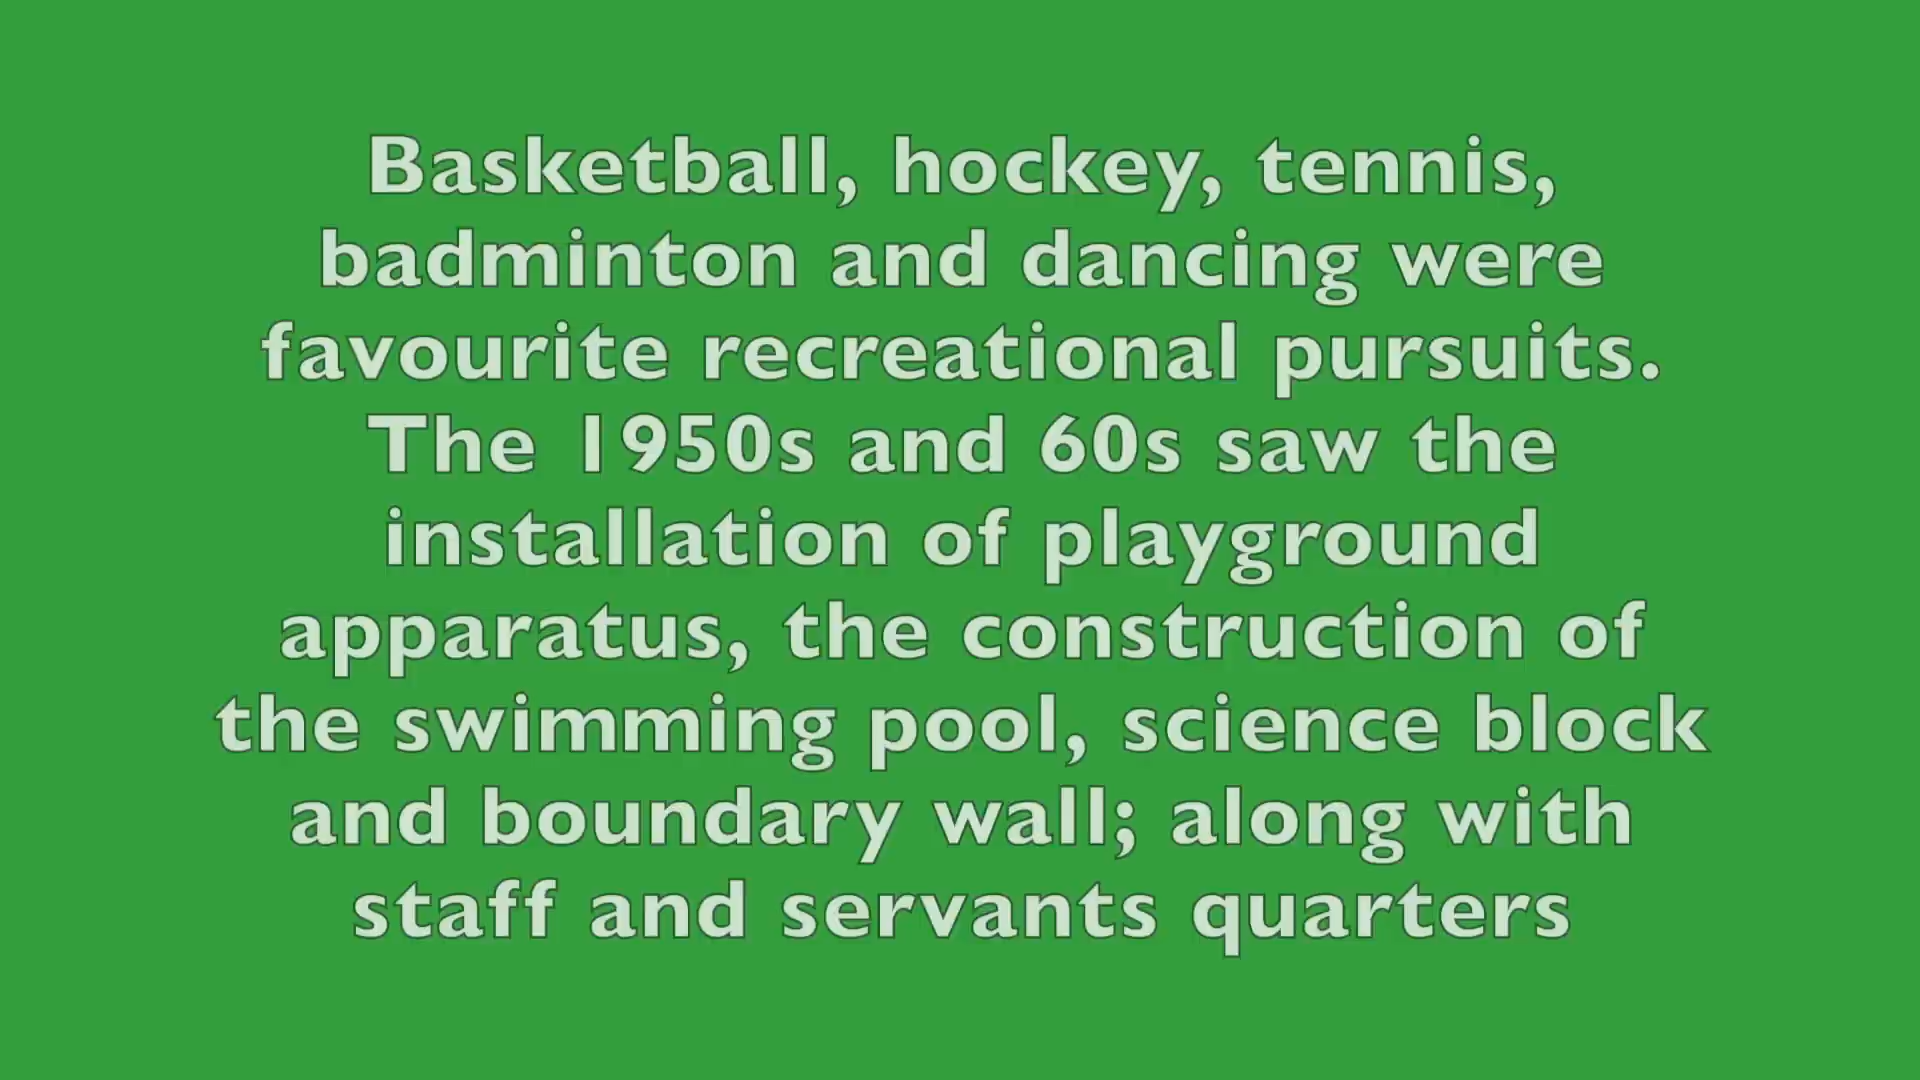 Basketball, hockey, tennis,
badminton and dancing were
favourite recreational pursuits.
The 1950s and 60s saw the
installation of playground
apparatus, the construction of
the swimming pool, science block
and boundary wall; along with
staff and servants quarters